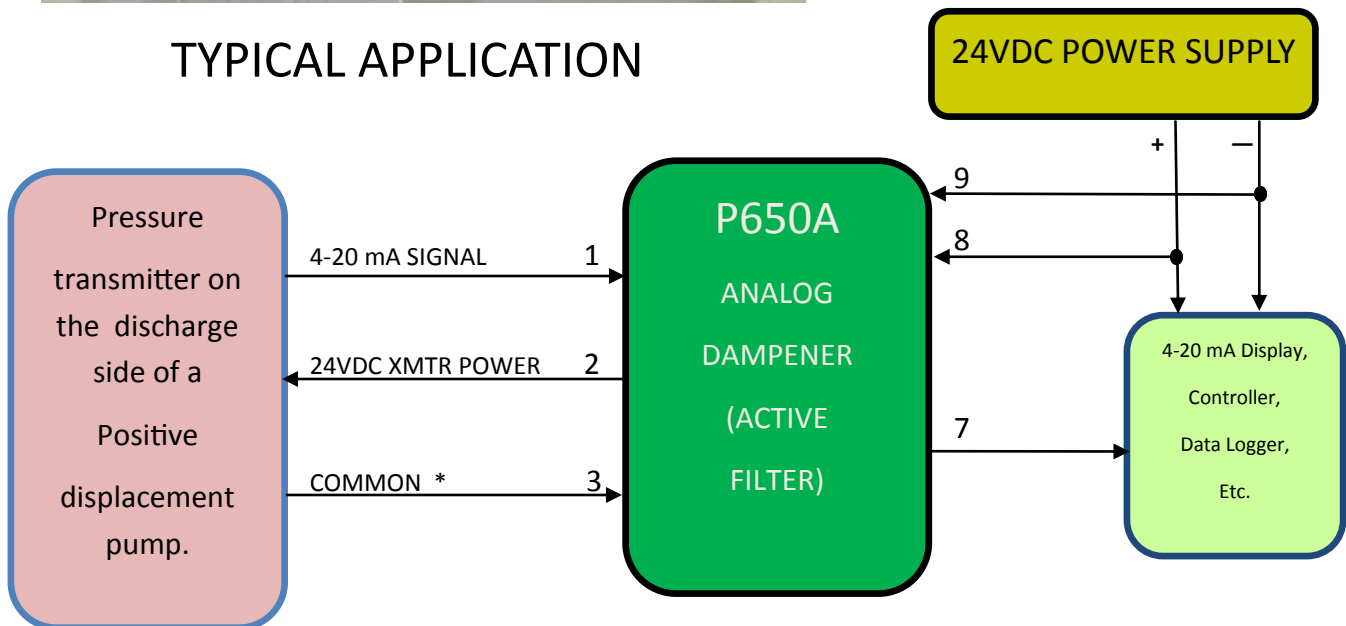 TYPICAL APPLICATION
24VDC POWER SUPPLY
+ —
Pressure
transmitter on
the discharge
side of a
Positive
displacement
pump.
4-20 mA SIGNAL 1
24VDC XMTR POWER 2
COMMON * 3
P650A
ANALOG
DAMPENER
(ACTIVE
FILTER)
9
8
7
4-20 mA Display,
Controller,
Data Logger,
Etc.